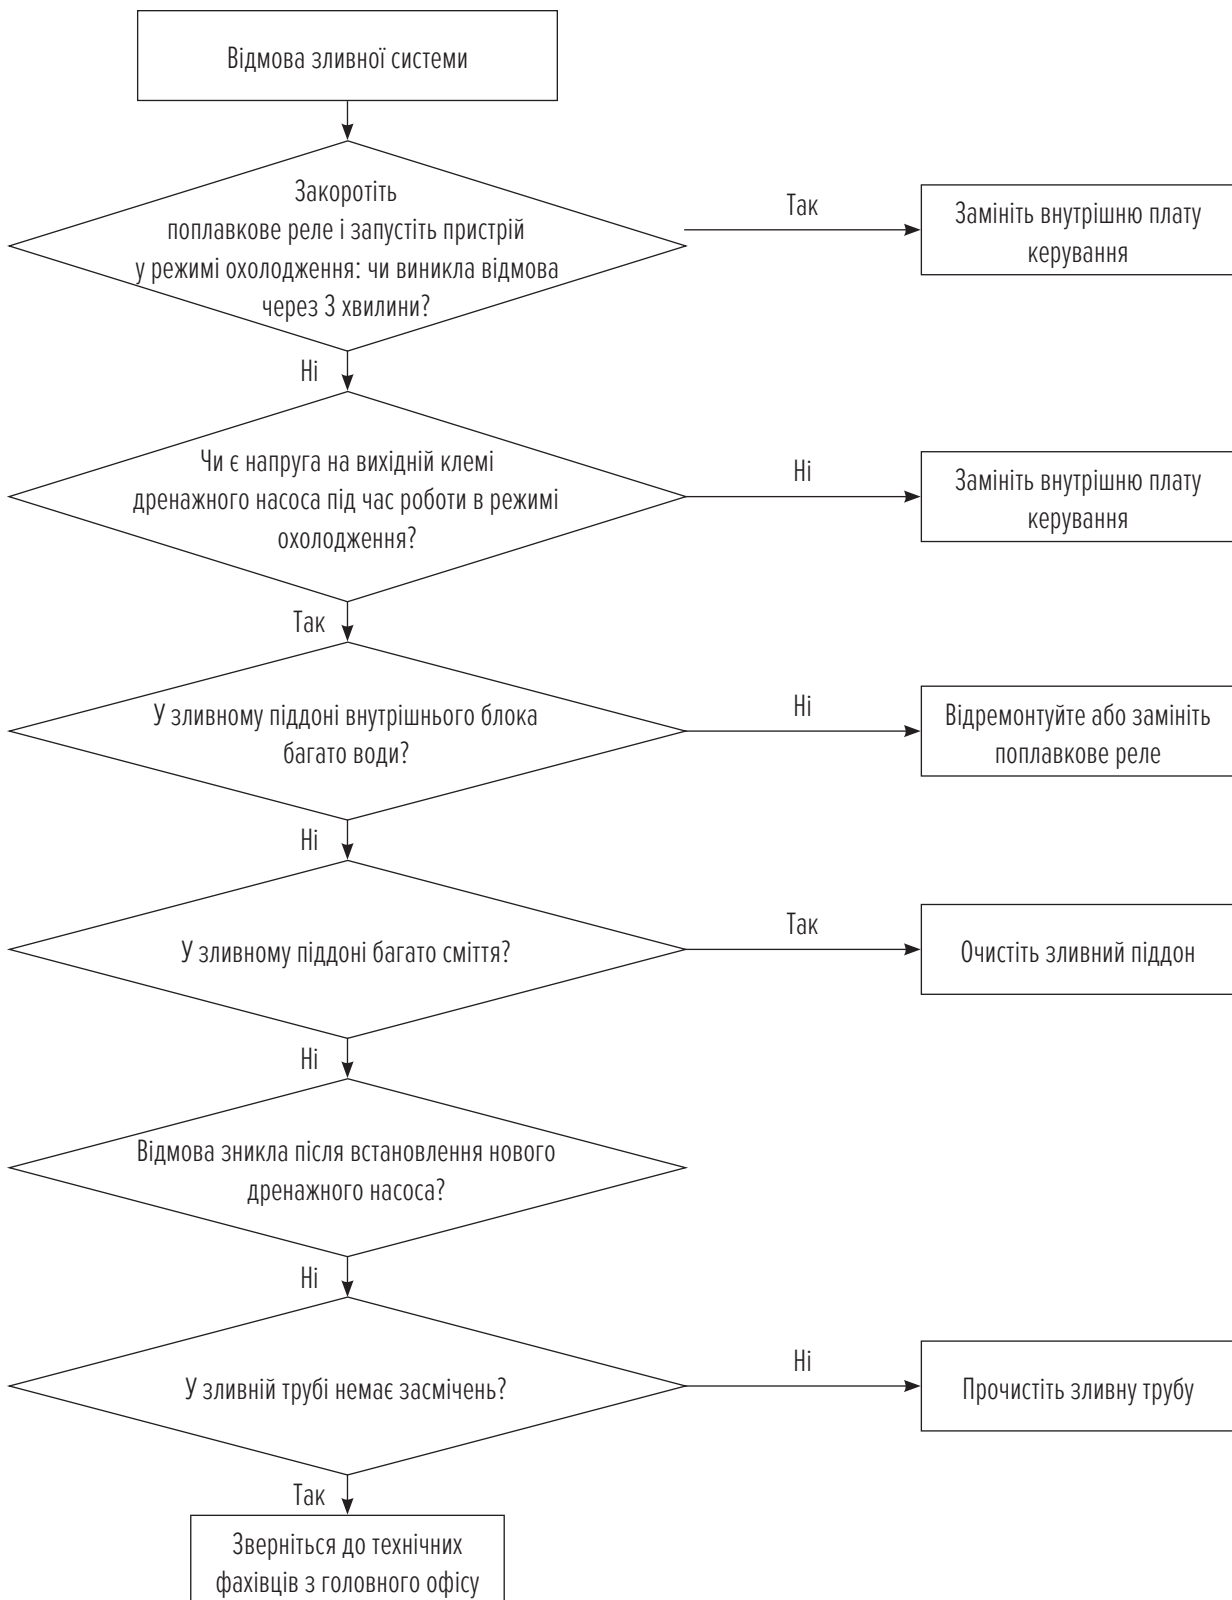 Відмова зливної системи
Закоротіть
поплавкове реле і запустіть пристрій
у режимі охолодження: чи виникла відмова
через 3 хвилини?
Так
Замініть внутрішню плату
керування
Ні
Чи є напруга на вихідній клемі
дренажного насоса під час роботи в режимі
охолодження?
Ні
Замініть внутрішню плату
керування
Так
У зливному піддоні внутрішнього блока
багато води?
Ні
Відремонтуйте або замініть
поплавкове реле
Ні
У зливному піддоні багато сміття?
Так
Очистіть зливний піддон
Ні
Відмова зникла після встановлення нового
дренажного насоса?
Ні
У зливній трубі немає засмічень?
Ні
Прочистіть зливну трубу
Так
Зверніться до технічних
фахівців з головного офісу